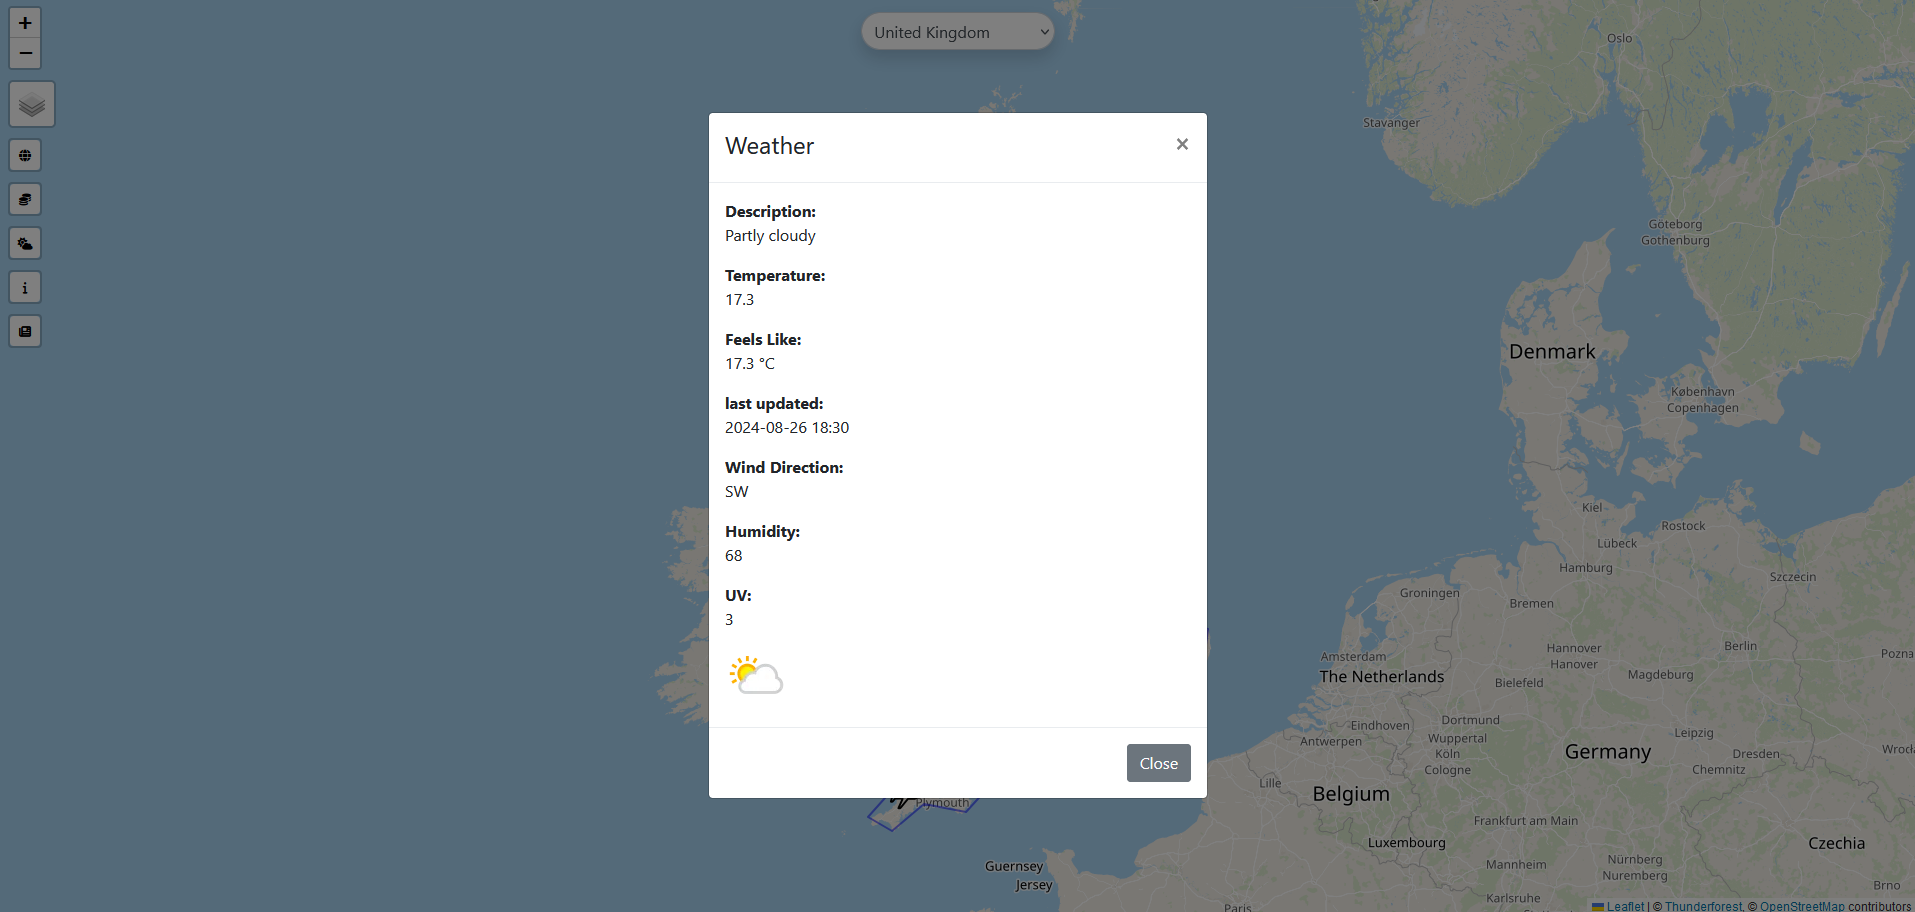 +
−
United Kingdom
Oslo
Stavanger
Göteborg
Gothenburg
Denmark
København
Copenhagen
Weather
×
Description:
Partly cloudy
Temperature:
17.3
Feels Like:
17.3 °C
last updated:
2024-08-26 18:30
Wind Direction:
SW
Humidity:
68
UV:
3
Close
Kiel
Rostock
Lübeck
Hamburg
Szczecin
Groningen
Bremen
Amsterdam
The Netherlands
Hannover
Hanover
Berlin
Bielefeld
Magdeburg
Pozna
Eindhoven
Antwerpen
Dortmund
Wuppertal
Köln
Cologne
Leipzig
Germany
Dresden
Chemnitz
Wrocł
Lille
Belgium
Plymouth
Frankfurt am Main
Luxembourg
Czechia
Guernsey
Jersey
Mannheim
Nürnberg
Nuremberg
Brno
Karlsruhe
Paris
Leaflet | © Thunderforest, © OpenStreetMap contributors